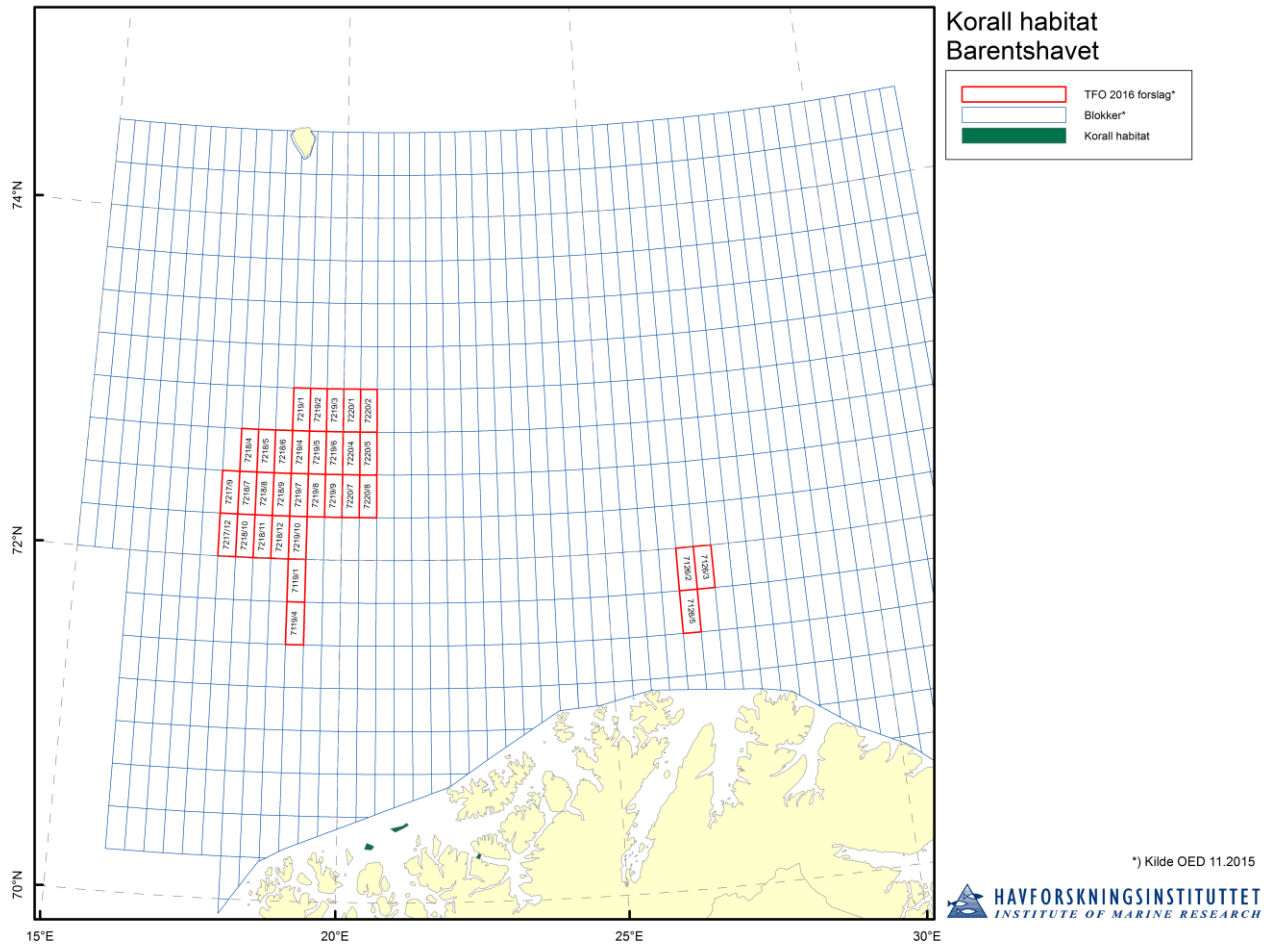 Korall habitat
Barentshavet
TFO 2016 forslag*
Blokker*
Korall habitat
74°N
72°N
70°N
7219/1
7219/2
7219/3
7220/1
7220/2
7218/4
7218/5
7218/6
7219/4
7219/5
7219/6
7220/4
7220/5
7217/9
7218/7
7218/8
7218/9
7219/7
7219/8
7219/9
7220/7
7220/8
7217/12
7218/10
7218/11
7218/12
7219/10
7119/1
7119/4
7126/2
7126/3
7126/5
15°E
20°E
25°E
30°E
*) Kilde OED 11.2015
HAVFORSKNINGSINSTITUTTET
INSTITUTE OF MARINE RESEARCH